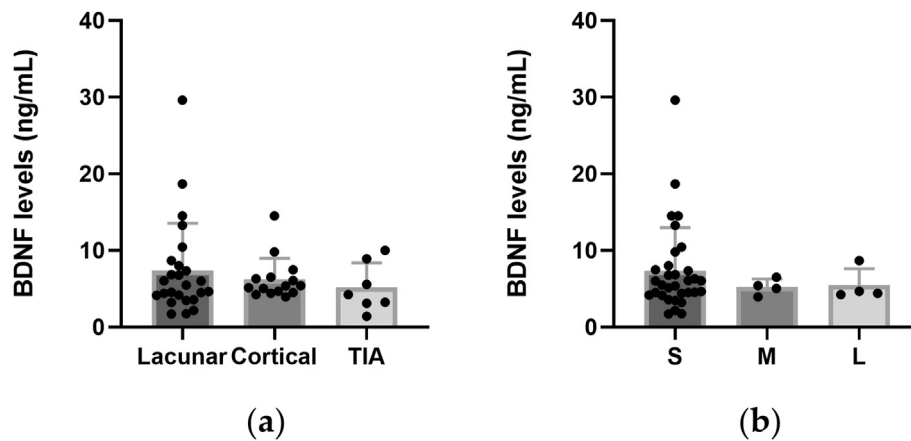 BDNF levels (ng/mL)
40
30
20
10
0
Lacunar Cortical TIA
(a)
BDNF levels (ng/mL)
40
30
20
10
0
S M L
(b)